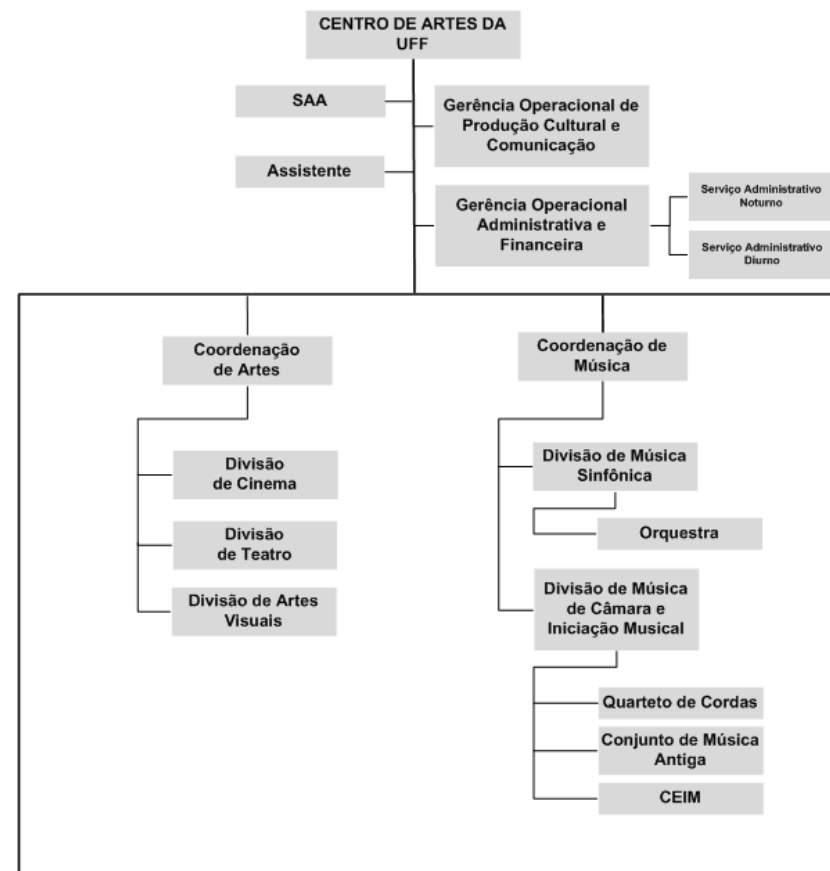 CENTRO DE ARTES DA
UFF
SAA
Gerência Operacional de
Produção Cultural e
Comunicação
Assistente
Gerência Operacional
Administrativa e
Financeira
Serviço Administrativo
Noturno
Serviço Administrativo
Diurno
Coordenação
de Artes
Divisão
de Cinema
Divisão
de Teatro
Divisão de Artes
Visuais
Coordenação de
Música
Divisão de Música
Sinfônica
Orquestra
Divisão de Música
de Câmara e
Iniciação Musical
Quarteto de Cordas
Conjunto de Música
Antiga
CEIM